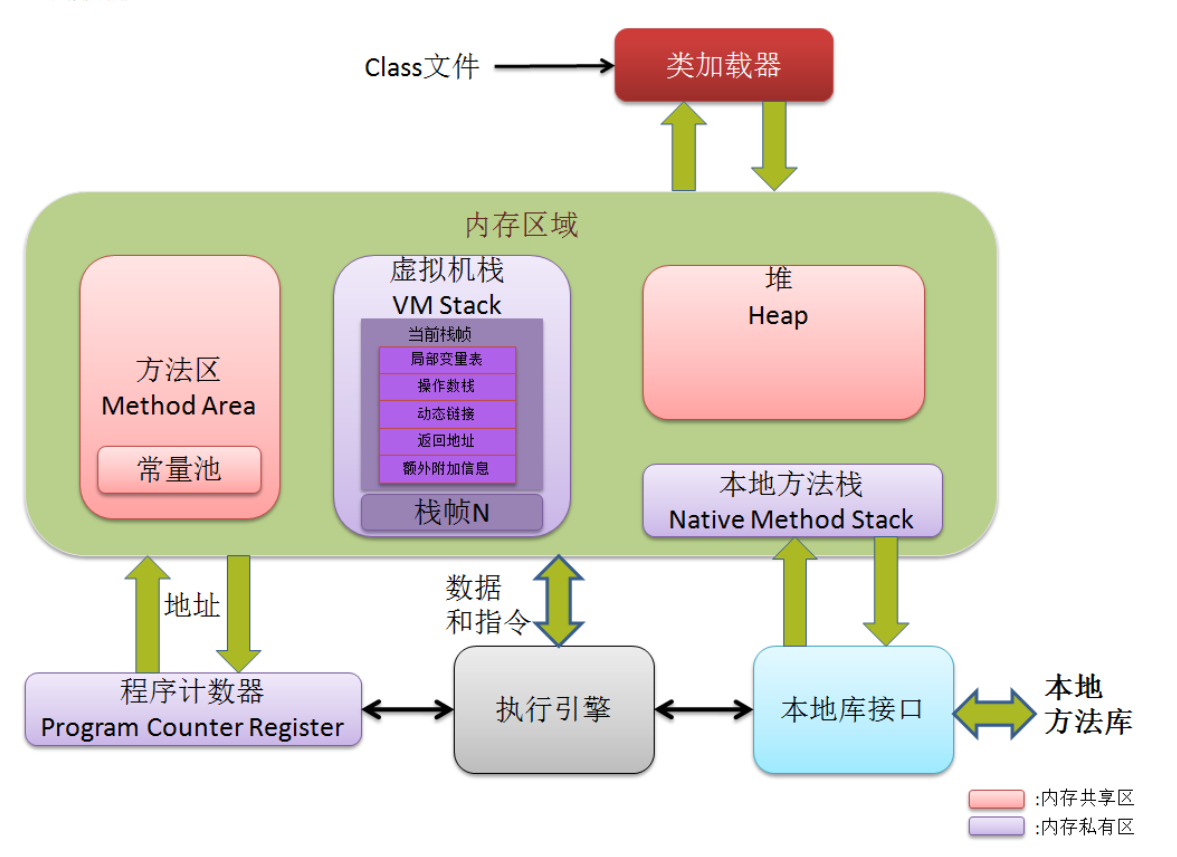 Class文件
类加载器
内存区域
方法区
Method Area
常量池
虚拟机栈
VM Stack
当前栈帧
局部变量表
操作数栈
动态链接
返回地址
额外附加信息
栈帧N
堆
Heap
本地方法栈
Native Method Stack
地址
数据
和指令
程序计数器
Program Counter Register
执行引擎
本地库接口
本地
方法库
:内存共享区
:内存私有区